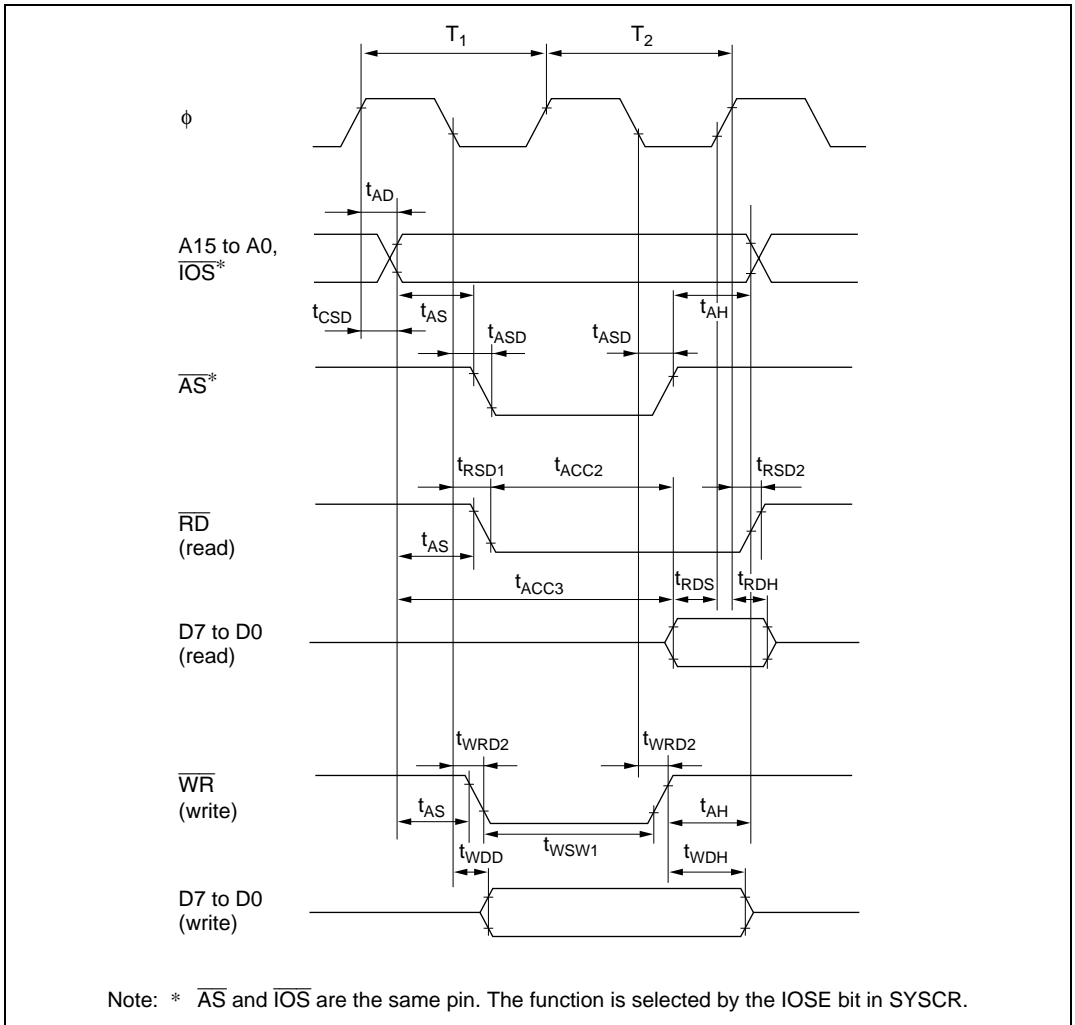 T1 T2
ϕ
tAD
A15 to A0,
IOS*
tCSD tAS tASD tASD tAH
AS*
tRSD1 tACC2 tRSD2
RD
(read)
tAS
tACC3 tRDS tRDH
D7 to D0
(read)
tWRD2 tWRD2
WR
(write)
tAS tAH
tWSW1
tWDD tWDH
D7 to D0
(write)
Note: * AS and IOS are the same pin. The function is selected by the IOSE bit in SYSCR.